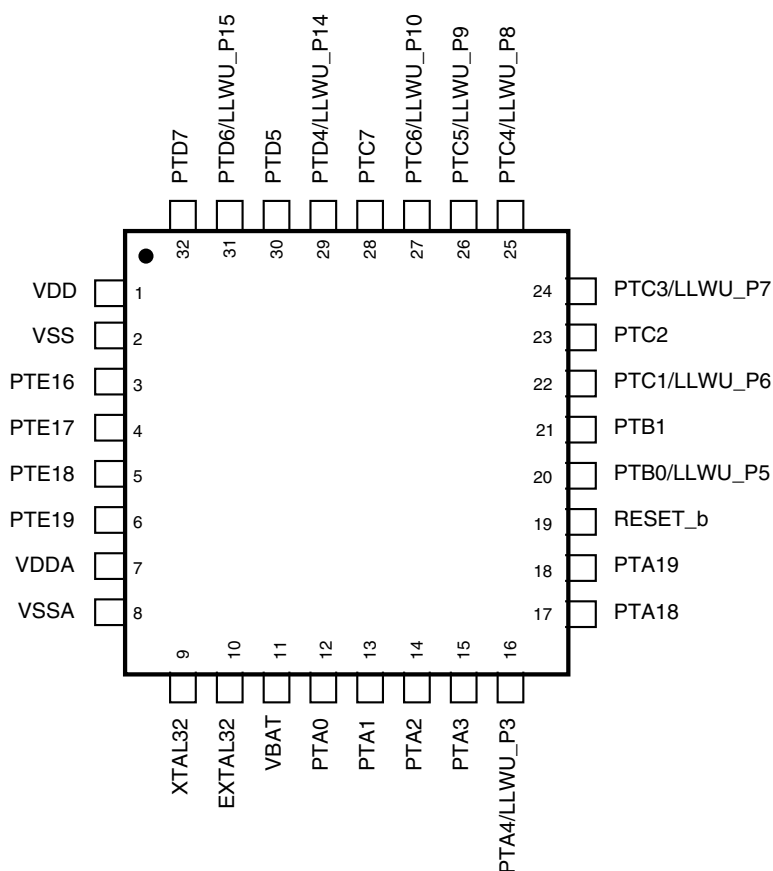 PTD7
PTD6/LLWU_P15
PTD5
PTD4/LLWU_P14
PTC7
PTC6/LLWU_P10
PTC5/LLWU_P9
PTC4/LLWU_P8
32
31
30
29
28
27
26
25
VDD 1
VSS 2
PTE16 3
PTE17 4
PTE18 5
PTE19 6
VDDA 7
VSSA 8
24 PTC3/LLWU_P7
23 PTC2
22 PTC1/LLWU_P6
21 PTB1
20 PTB0/LLWU_P5
19 RESET_b
18 PTA19
17 PTA18
9
10
11
12
13
14
15
16
XTAL32
EXTAL32
VBAT
PTA0
PTA1
PTA2
PTA3
PTA4/LLWU_P3